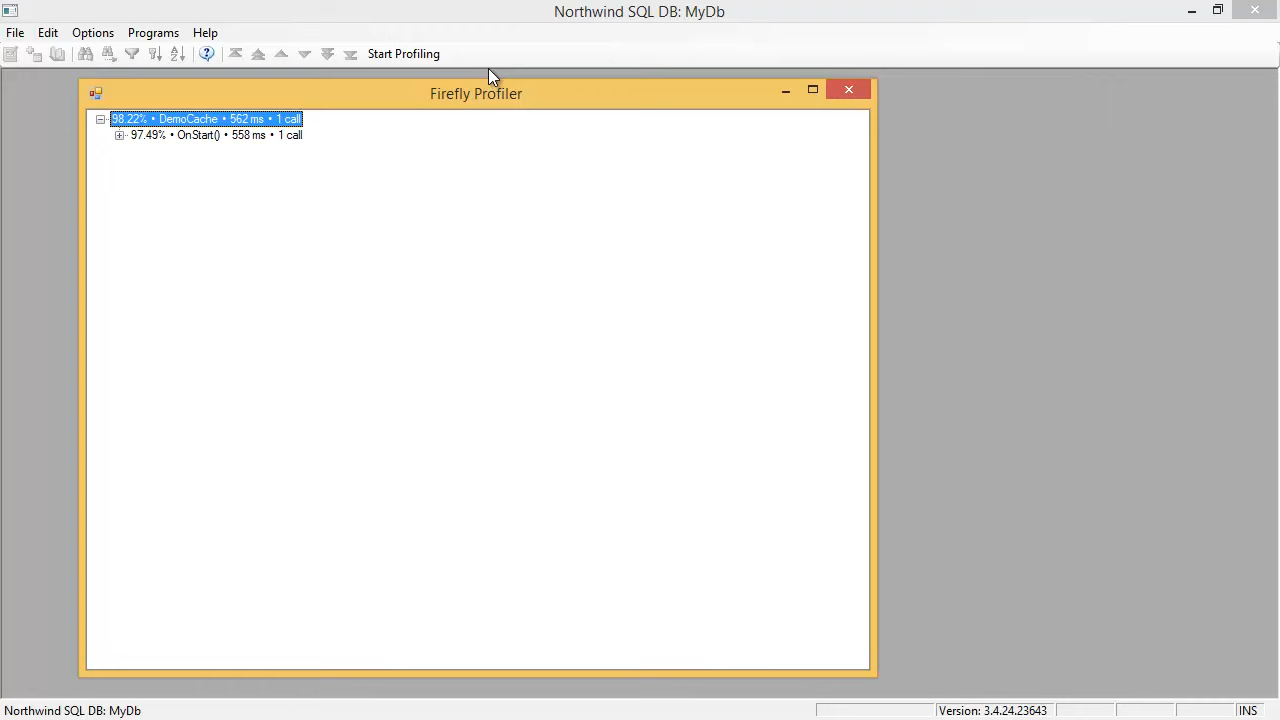 Northwind SQL DB: MyDb
File Edit Options Programs Help
Start Profiling
Firefly Profiler
98.22% • DemoCache • 562 ms • 1 call
97.49% • OnStart() • 558 ms • 1 call
Northwind SQL DB: MyDb Version: 3.4.24.23643 INS